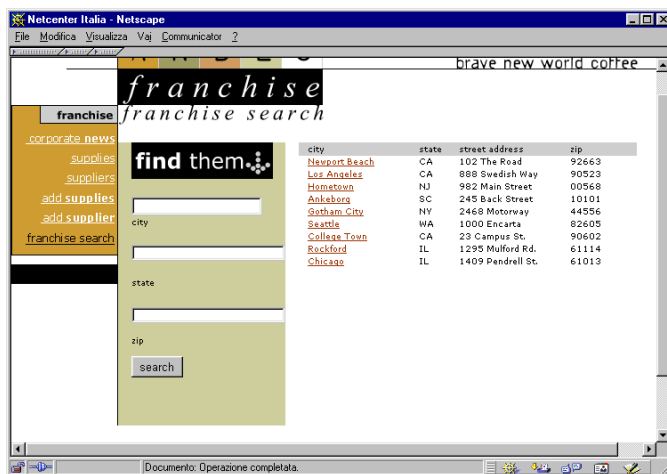 Netcenter Italia - Netscape
File Modifica Visualizza Vai Communicator ?
brave new world coffee
franchise
franchise search
franchise
corporate news
supplies
suppliers
add supplies
add supplier
franchise search
find them
city
state
zip
search
city state street address zip
Newport Beach CA 102 The Road 92663
Los Angeles CA 888 Swedish Way 90523
Hometown NJ 982 Main Street 00568
Ankeborg SC 245 Back Street 10101
Gotham City NY 2468 Motorway 44556
Seattle WA 1000 Encarta 82605
College Town CA 23 Campus St. 90602
Rockford IL 1295 Mulford Rd. 61114
Chicago IL 1409 Pendrell St. 61013
Documento: Operazione completata.